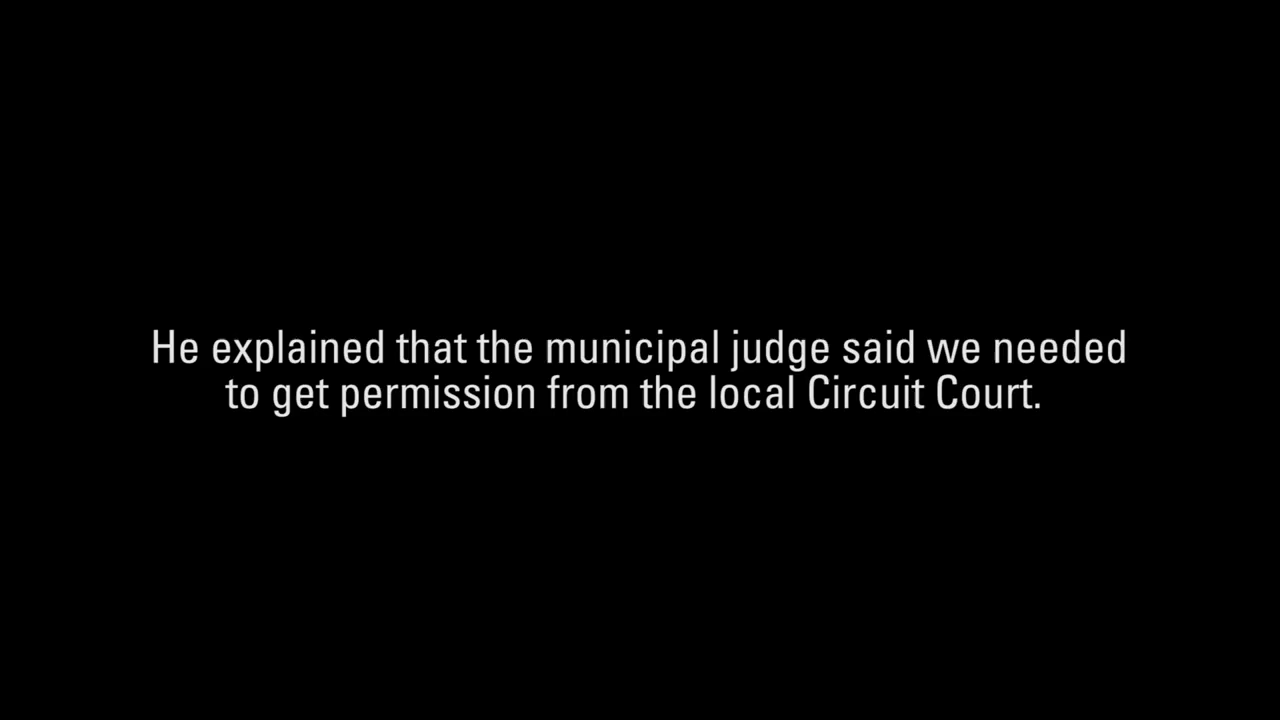 He explained that the municipal judge said we needed
to get permission from the local Circuit Court.